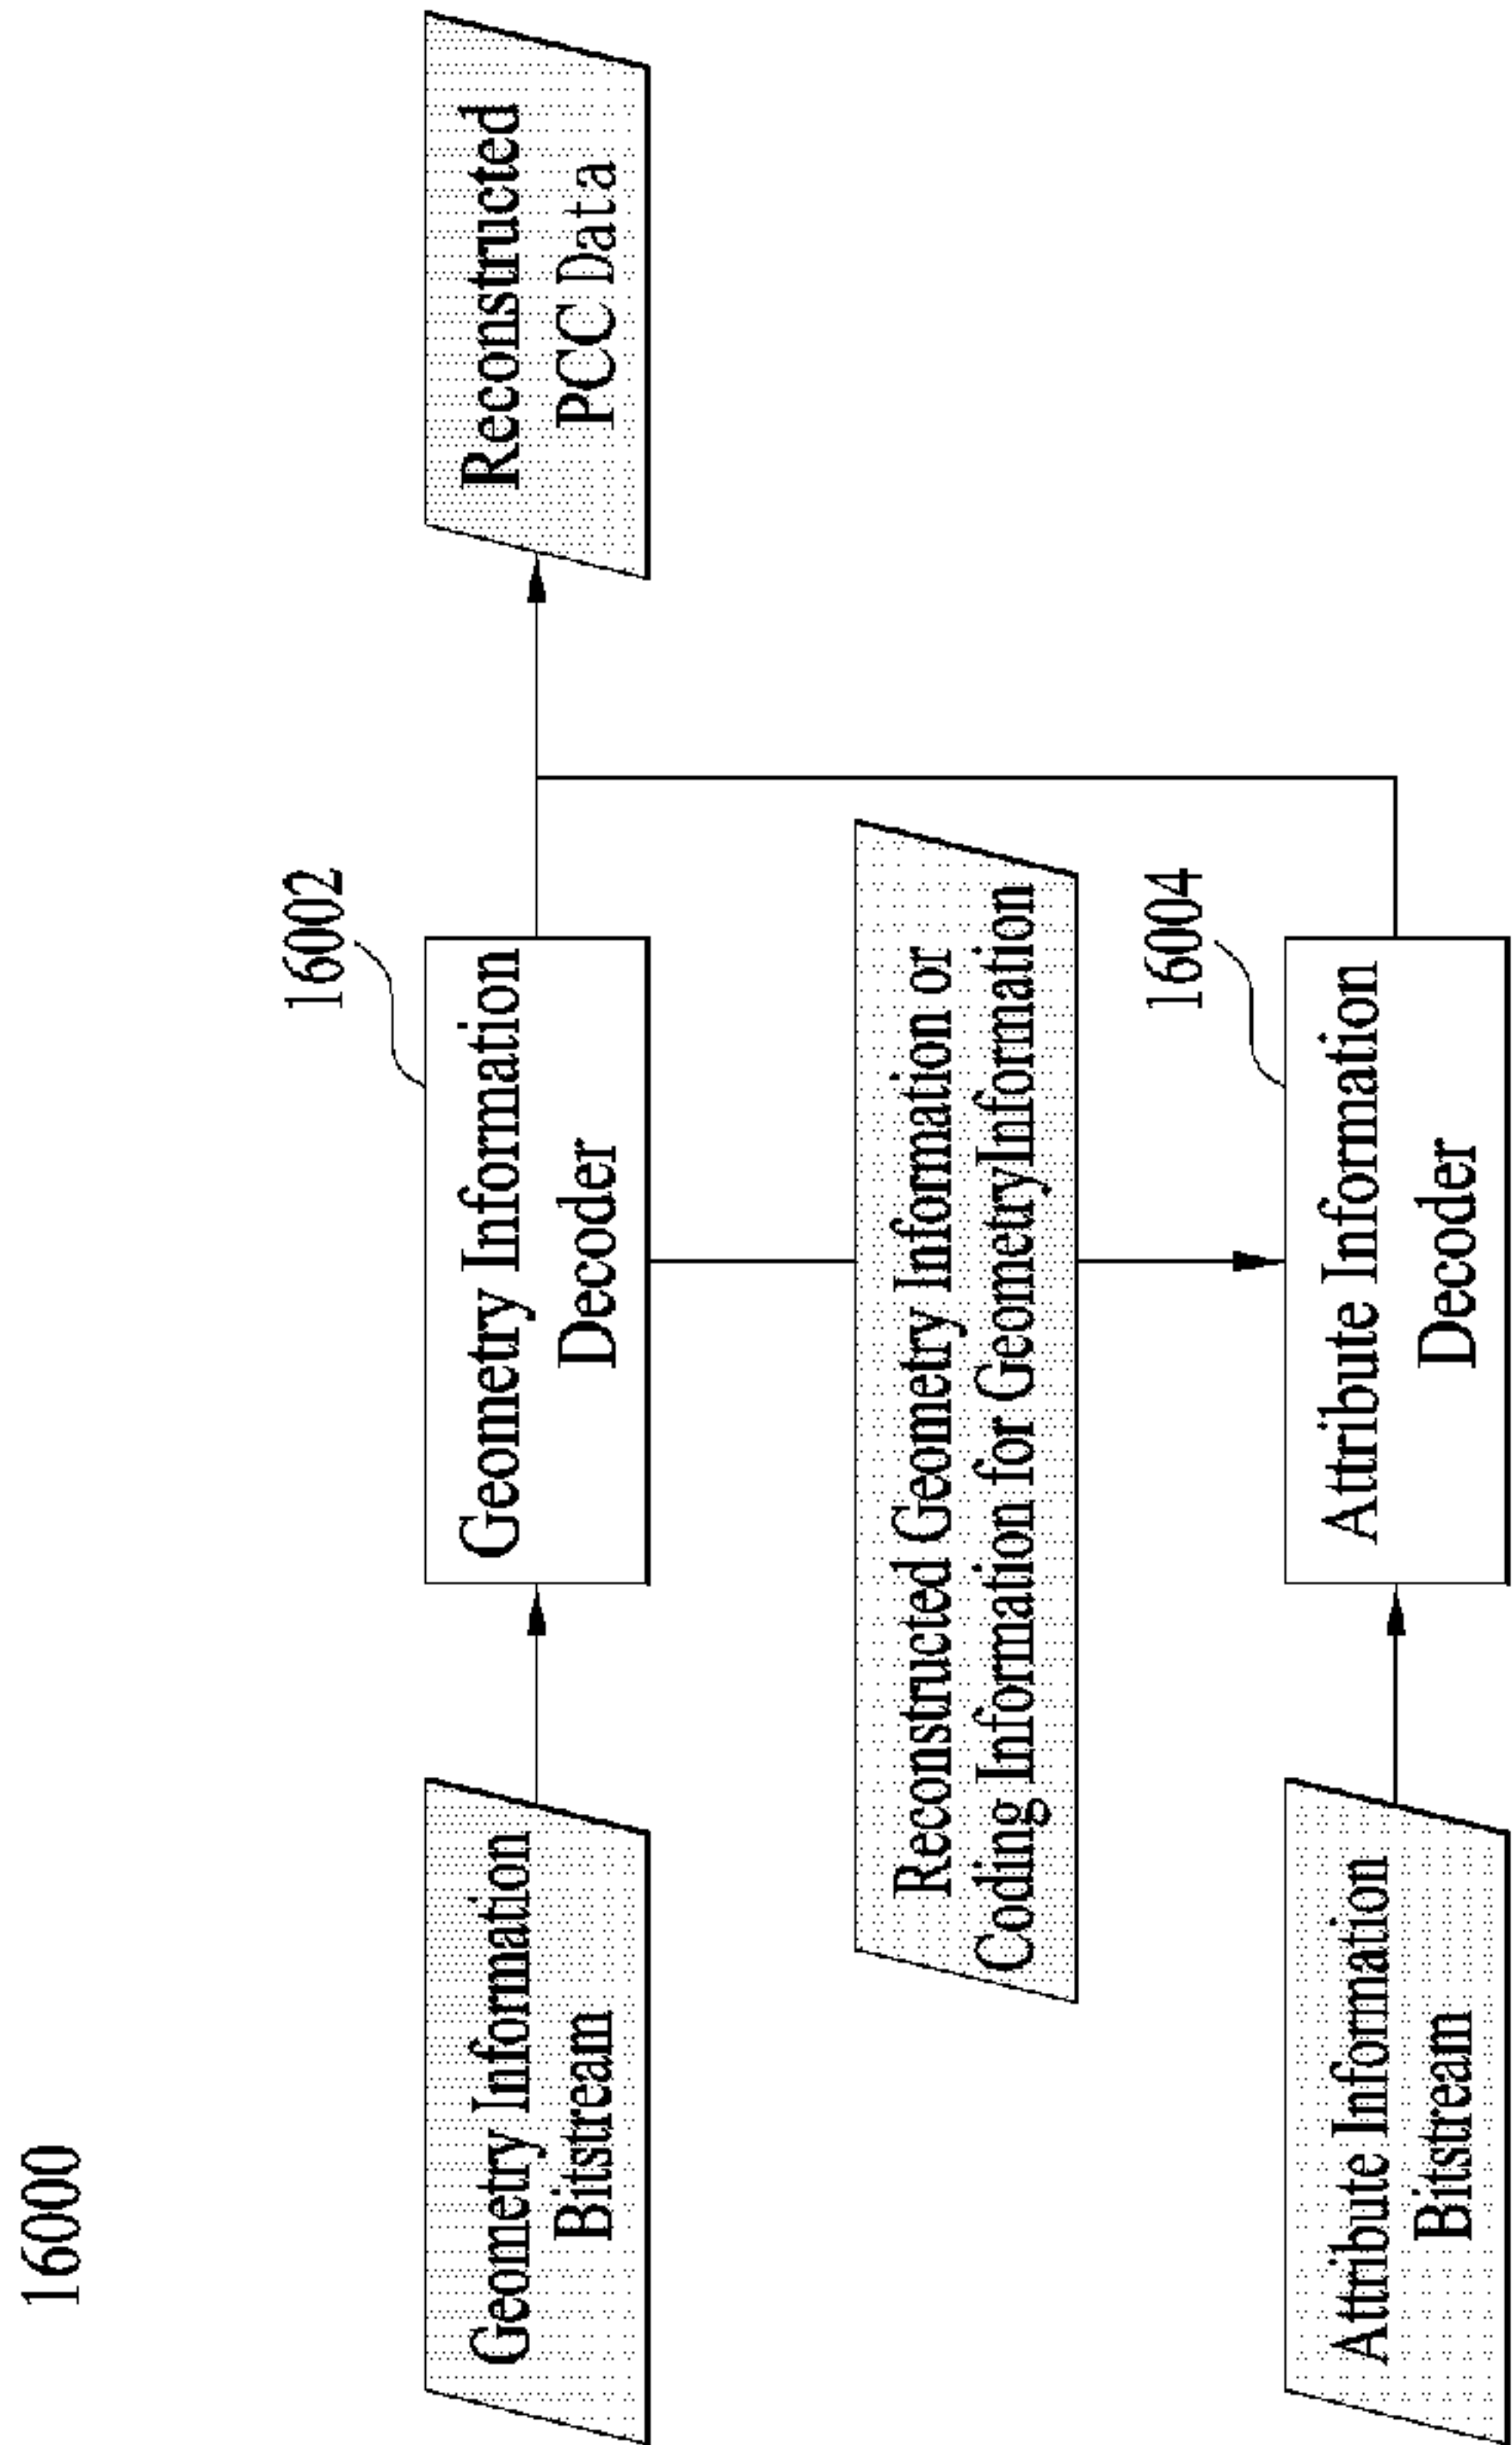 16000
Geometry Information
Bitstream
16002
Geometry Information
Decoder
Reconstructed
PCC Data
Reconstructed Geometry Information or
Coding Information for GeometryInformation
Attribute Information
Bitstream
16004
Attribute Information
Decoder